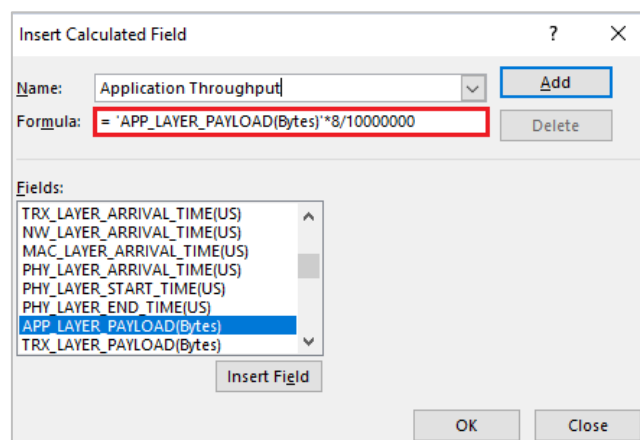 Insert Calculated Field ? ×
Name: Application Throughput Add
Formula: = 'APP_LAYER_PAYLOAD(Bytes)'*8/10000000 Delete
Fields:
TRX_LAYER_ARRIVAL_TIME(US)
NW_LAYER_ARRIVAL_TIME(US)
MAC_LAYER_ARRIVAL_TIME(US)
PHY_LAYER_ARRIVAL_TIME(US)
PHY_LAYER_START_TIME(US)
PHY_LAYER_END_TIME(US)
APP_LAYER_PAYLOAD(Bytes)
TRX_LAYER_PAYLOAD(Bytes)
Insert Field
OK Close